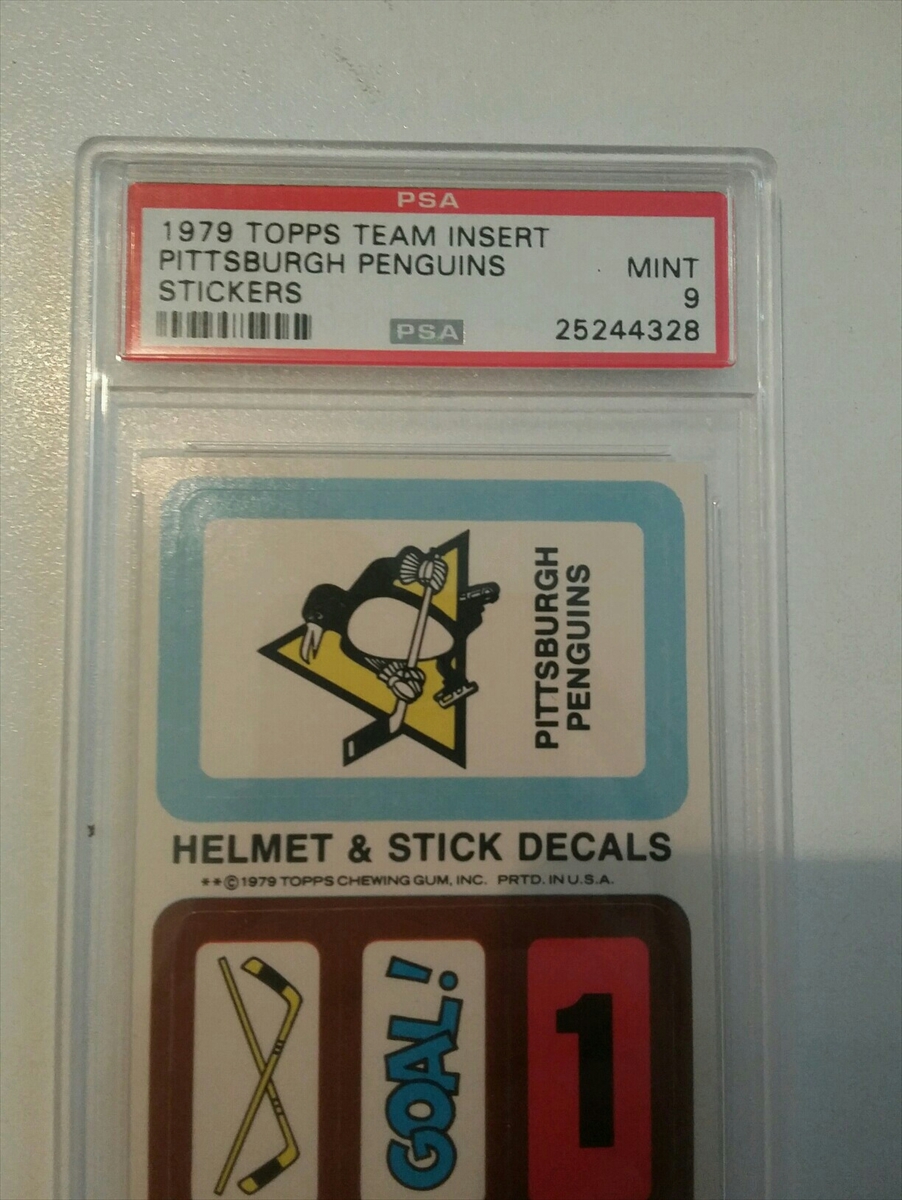 PSA
1979 TOPPS TEAM INSERT
PITTSBURGH PENGUINS MINT
STICKERS 9
PSA 25244328
PITTSBURGH
PENGUINS
HELMET & STICK DECALS
**©1979 TOPPS CHEWING GUM, INC. PRTD. IN U.S.A.
GOAL!
1